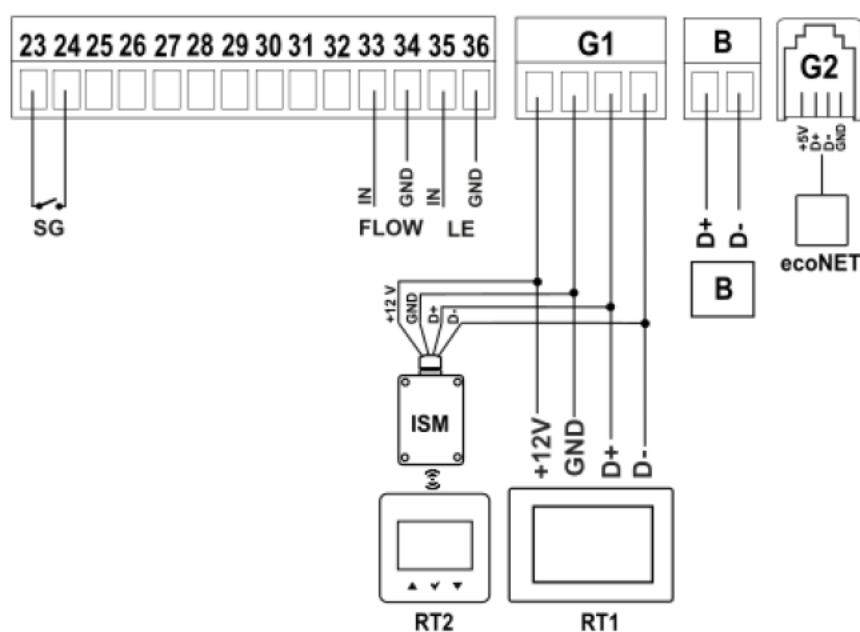 23 24 25 26 27 28 29 30 31 32 33 34 35 36
G1
B
G2
+5V
D+
D-
GND
IN
GND
IN
GND
SG
FLOW
LE
D+
D-
ecoNET
B
+12 V
GND
D+
D-
ISM
+12V
GND
D+
D-
RT2
RT1